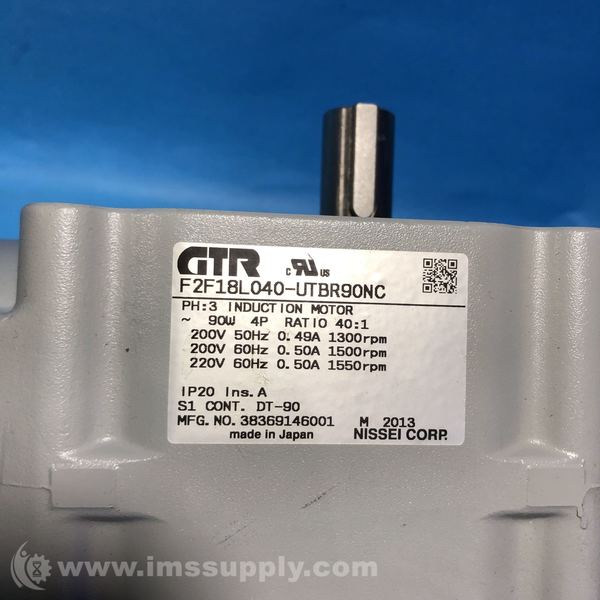 GTR c RU US
F2F18L040-UTBR90NC
PH:3 INDUCTION MOTOR
~ 90W 4P RATIO 40:1
200V 50Hz 0.49A 1300rpm
200V 60Hz 0.50A 1500rpm
220V 60Hz 0.50A 1550rpm
IP20 Ins.A
S1 CONT. DT-90
MFG.NO.38369146001 M 2013
made in Japan NISSEI CORP.
www.imssupply.com